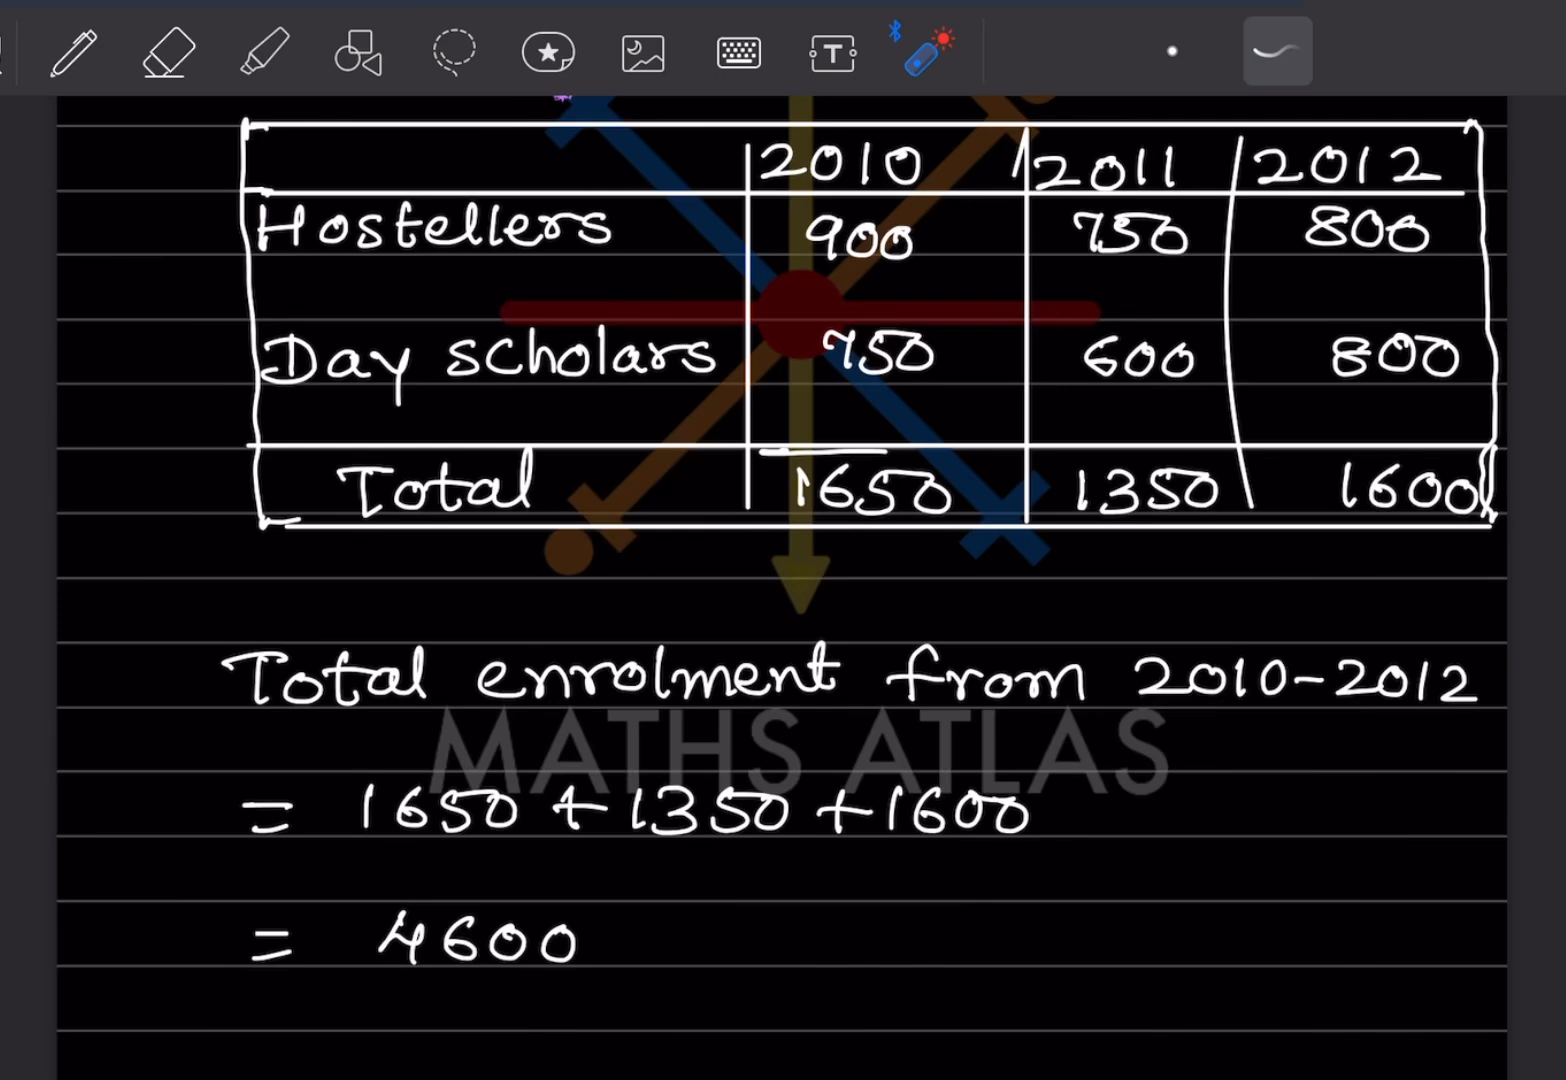 2010 2011 2012
Hostellers 900 750 800
Day scholars 750 600 800
Total 1650 1350 1600
Total enrolment from 2010-2012
MATHS ATLAS
= 1650 + 1350 + 1600
= 4600